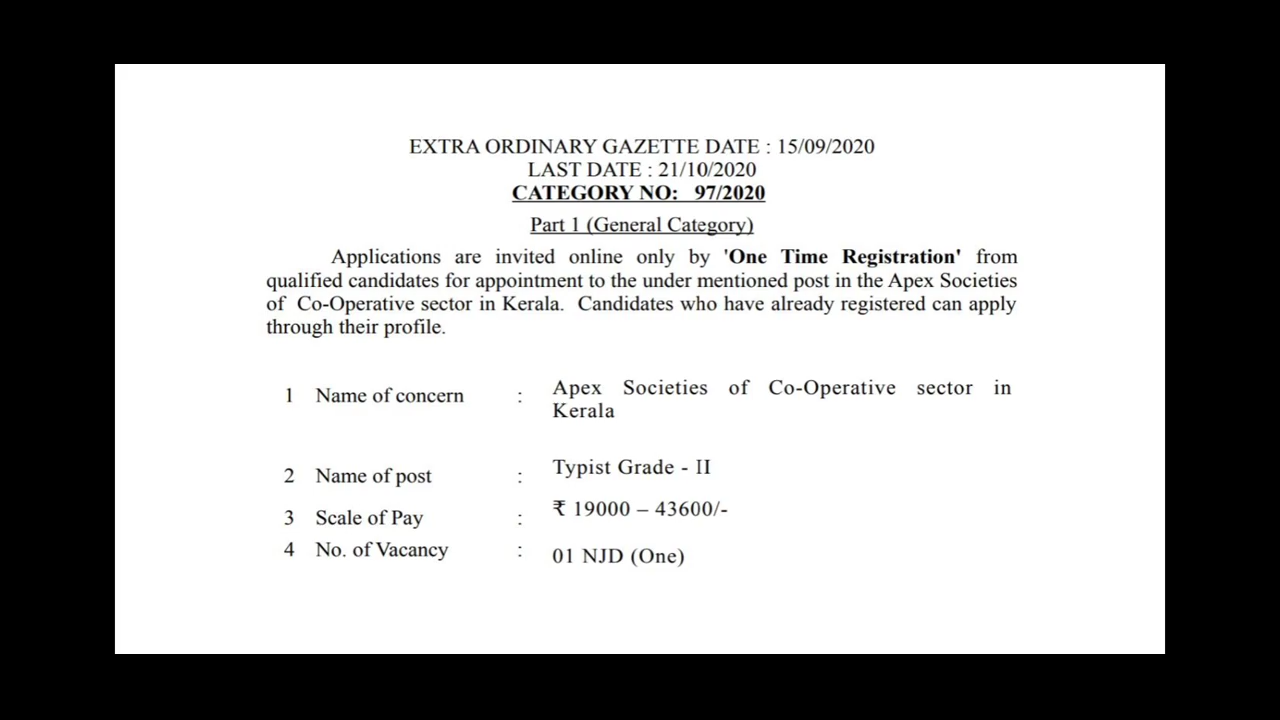 EXTRA ORDINARY GAZETTE DATE : 15/09/2020
LAST DATE : 21/10/2020
CATEGORY NO: 97/2020
Part 1 (General Category)
Applications are invited online only by 'One Time Registration' from
qualified candidates for appointment to the under mentioned post in the Apex Societies
of Co-Operative sector in Kerala. Candidates who have already registered can apply
through their profile.
1 Name of concern : Apex Societies of Co-Operative sector in
Kerala
2 Name of post : Typist Grade - II
3 Scale of Pay : ₹ 19000 – 43600/-
4 No. of Vacancy : 01 NJD (One)